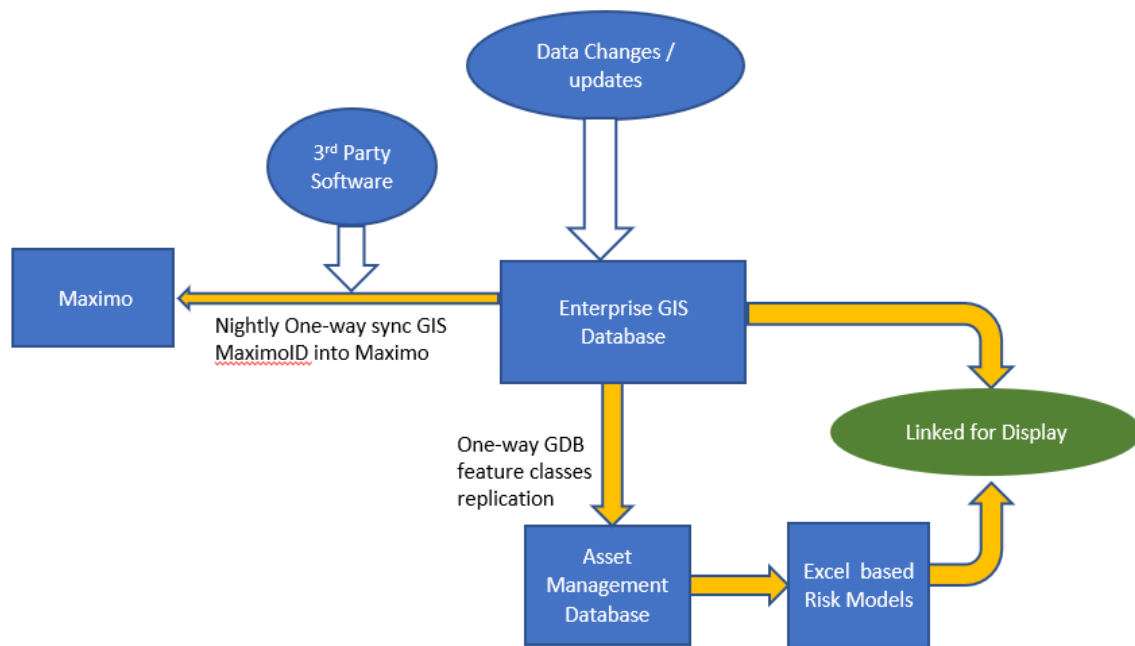 Data Changes /
updates
3rd Party
Software
Maximo
Enterprise GIS
Database
Nightly One-way sync GIS
MaximoID into Maximo
Linked for Display
One-way GDB
feature classes
replication
Asset
Management
Database
Excel based
Risk Models